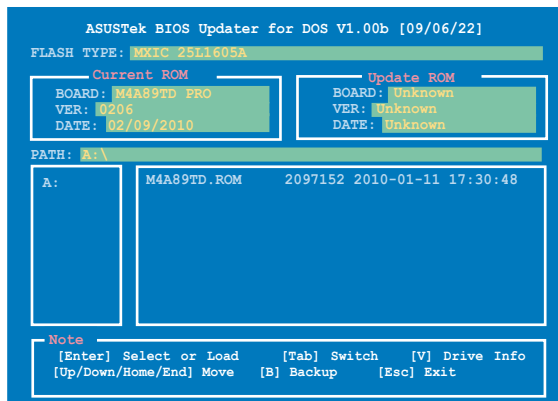 ASUSTek BIOS Updater for DOS V1.00b [09/06/22]
FLASH TYPE: MXIC 25L1605A
Current ROM
BOARD: M4A89TD PRO
VER: 0206
DATE: 02/09/2010
Update ROM
BOARD: Unknown
VER: Unknown
DATE: Unknown
PATH: A:\
A:
M4A89TD.ROM 2097152 2010-01-11 17:30:48
Note
[Enter] Select or Load [Tab] Switch [V] Drive Info
[Up/Down/Home/End] Move [B] Backup [Esc] Exit